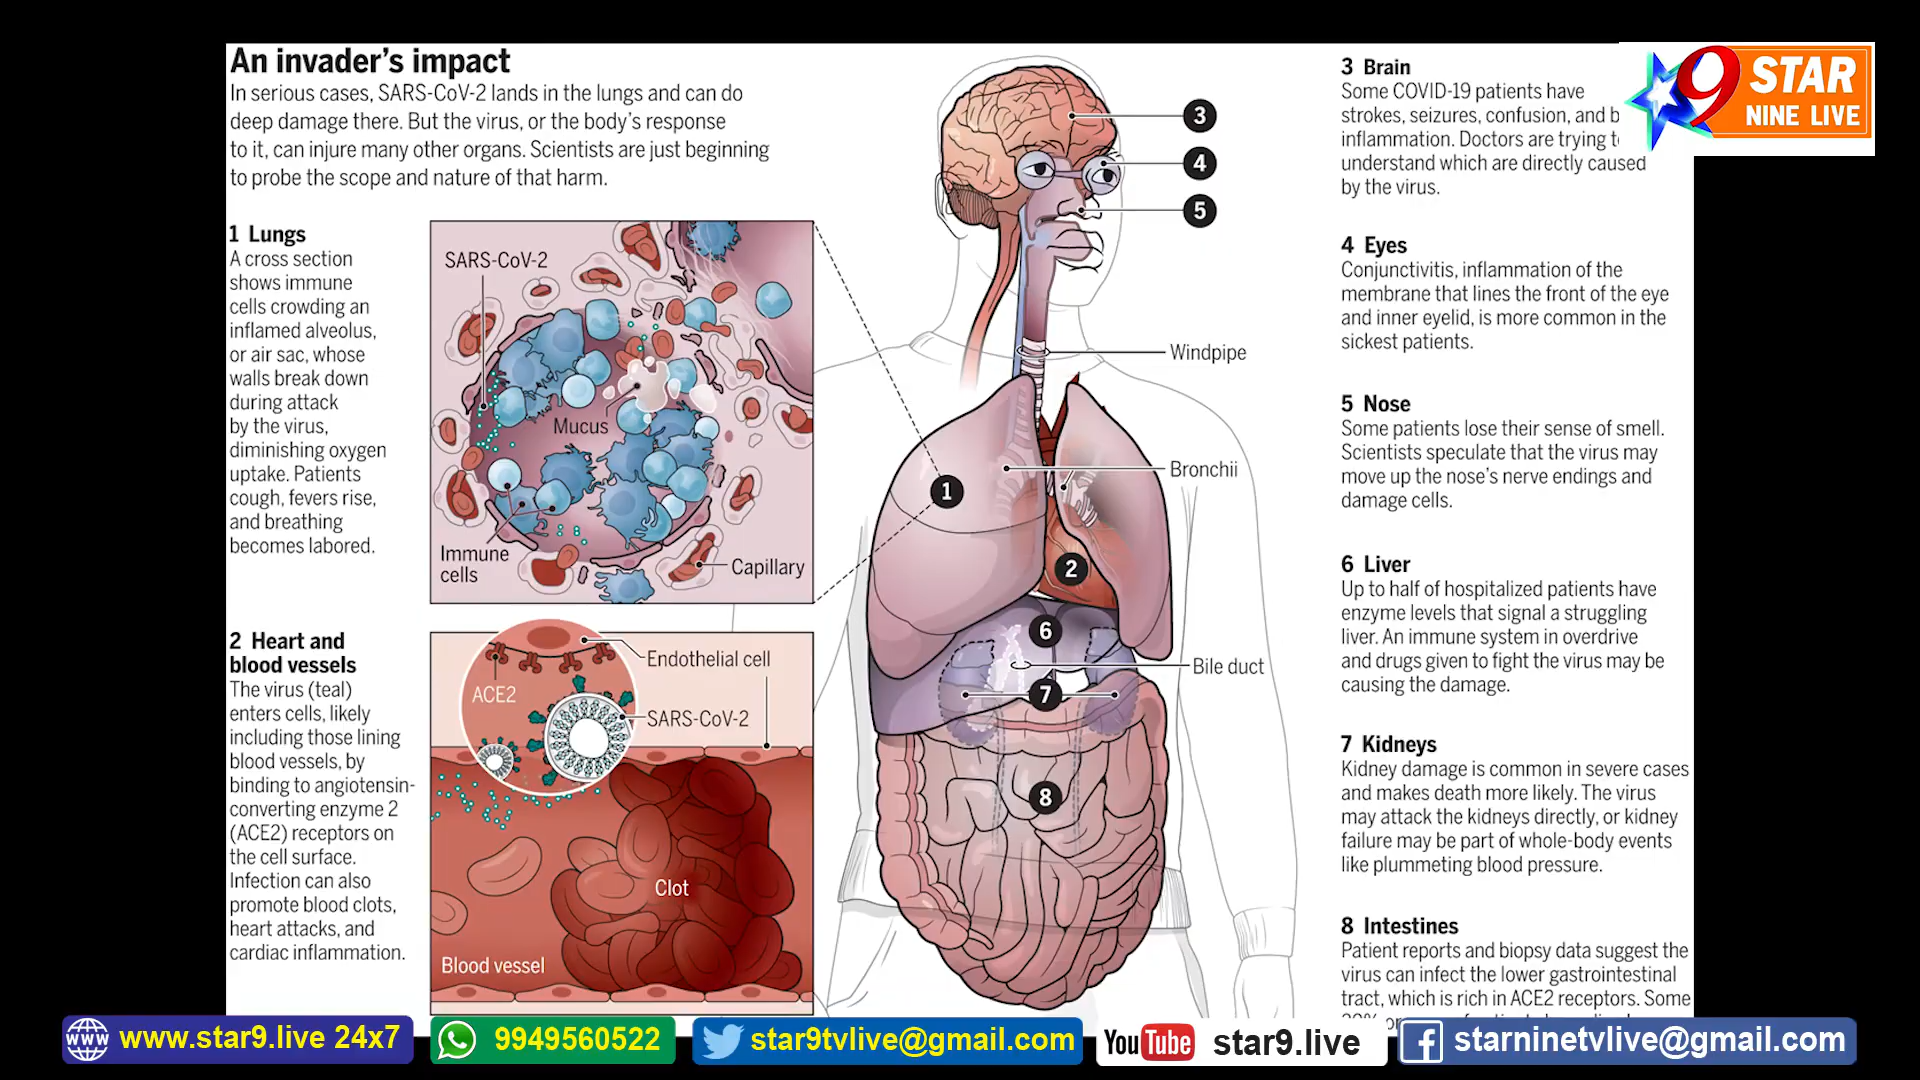 An invader's impact
In serious cases, SARS-CoV-2 lands in the lungs and can do
deep damage there. But the virus, or the body's response
to it, can injure many other organs. Scientists are just beginning
to probe the scope and nature of that harm.
1 Lungs
A cross section
shows immune
cells crowding an
inflamed alveolus,
or air sac, whose
walls break down
during attack
by the virus,
diminishing oxygen
uptake. Patients
cough, fevers rise,
and breathing
becomes labored.
SARS-CoV-2
Mucus
Immune
cells
Capillary
2 Heart and
blood vessels
The virus (teal)
enters cells, likely
including those lining
blood vessels, by
binding to angiotensin-
converting enzyme 2
(ACE2) receptors on
the cell surface.
Infection can also
promote blood clots,
heart attacks, and
cardiac inflammation.
Endothelial cell
ACE2
SARS-CoV-2
Clot
Blood vessel
3
4
5
Windpipe
Bronchii
1
2
6
Bile duct
7
8
3 Brain
Some COVID-19 patients have
strokes, seizures, confusion, and
inflammation. Doctors are trying
understand which are directly caused
by the virus.
4 Eyes
Conjunctivitis, inflammation of the
membrane that lines the front of the eye
and inner eyelid, is more common in the
sickest patients.
5 Nose
Some patients lose their sense of smell.
Scientists speculate that the virus may
move up the nose's nerve endings and
damage cells.
6 Liver
Up to half of hospitalized patients have
enzyme levels that signal a struggling
liver. An immune system in overdrive
and drugs given to fight the virus may be
causing the damage.
7 Kidneys
Kidney damage is common in severe cases
and makes death more likely. The virus
may attack the kidneys directly, or kidney
failure may be part of whole-body events
like plummeting blood pressure.
8 Intestines
Patient reports and biopsy data suggest the
virus can infect the lower gastrointestinal
tract, which is rich in ACE2 receptors. Some
9 STAR
NINE LIVE
www.star9.live 24x7
9949560522
star9tvlive@gmail.com
YouTube star9.live
starninetvlive@gmail.com